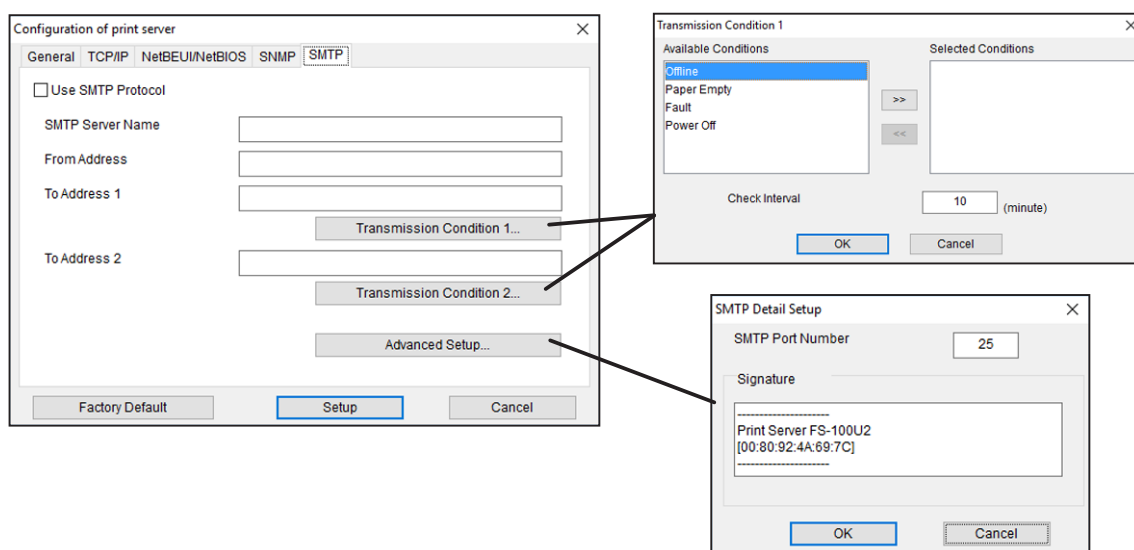 Configuration of print server
General TCP/IP NetBEUI/NetBIOS SNMP SMTP
Use SMTP Protocol
SMTP Server Name
From Address
To Address 1
Transmission Condition 1...
To Address 2
Transmission Condition 2...
Advanced Setup...
Factory Default Setup Cancel
Transmission Condition 1
Available Conditions Selected Conditions
Offline
Paper Empty
Fault
Power Off
>>
<<
Check Interval 10 (minute)
OK Cancel
SMTP Detail Setup
SMTP Port Number 25
Signature
---------------------
Print Server FS-100U2
[00:80:92:4A:69:7C]
---------------------
OK Cancel